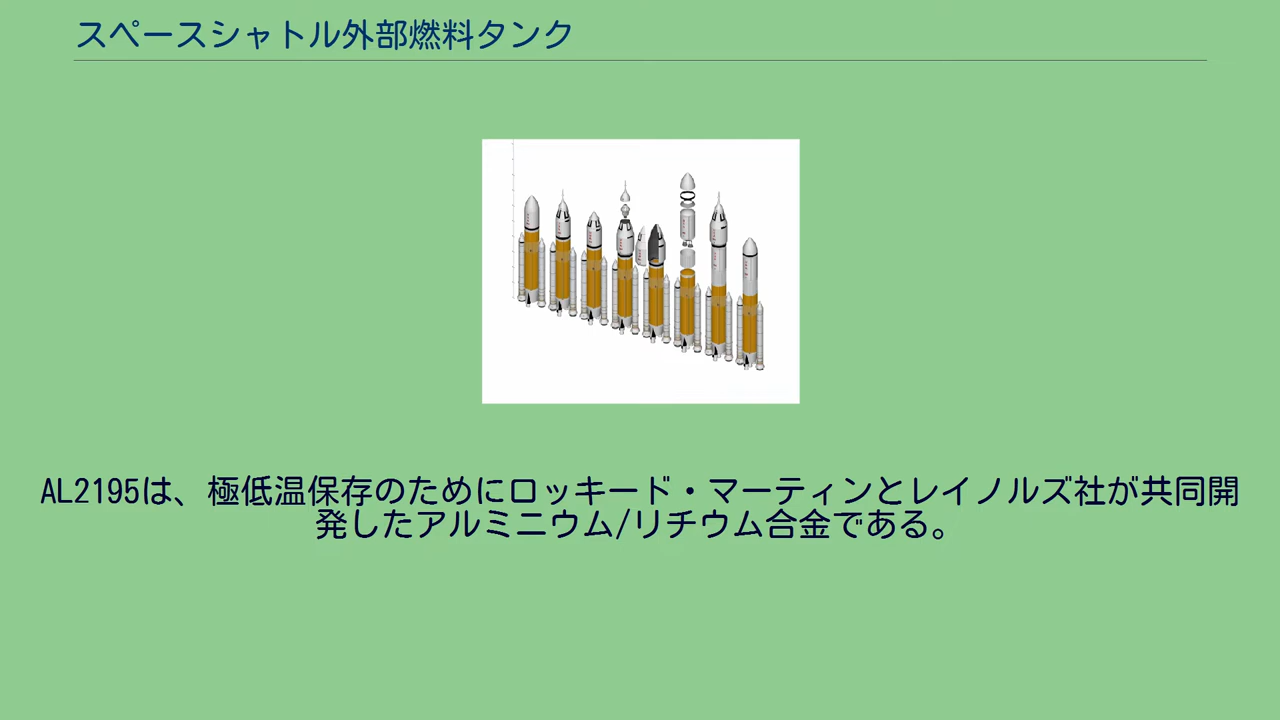 スペースシャトル外部燃料タンク
AL2195は、極低温保存のためにロッキード・マーティンとレイノルズ社が共同開
発したアルミニウム/リチウム合金である。